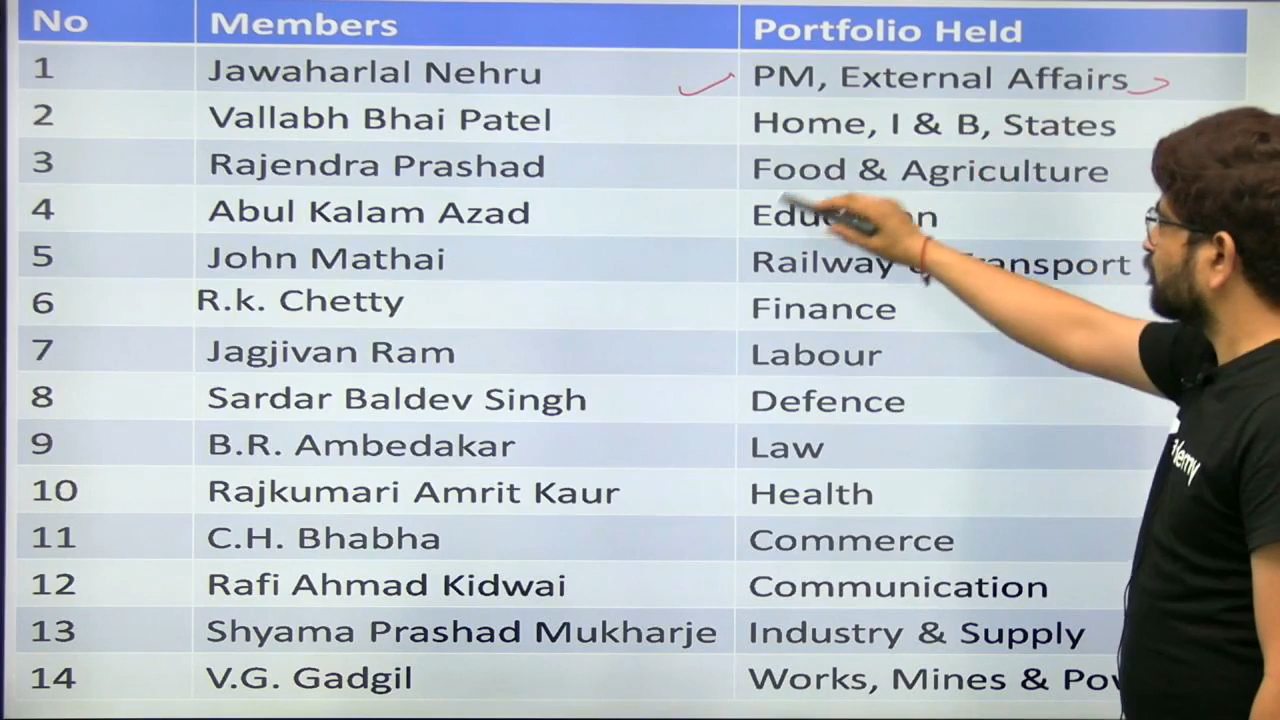 No Members Portfolio Held
1 Jawaharlal Nehru PM, External Affairs
2 Vallabh Bhai Patel Home, I & B, States
3 Rajendra Prashad Food & Agriculture
4 Abul Kalam Azad
5 John Mathai Railway
6 R.k. Chetty Finance
7 Jagjivan Ram Labour
8 Sardar Baldev Singh Defence
9 B.R. Ambedakar Law
10 Rajkumari Amrit Kaur Health
11 C.H. Bhabha Commerce
12 Rafi Ahmad Kidwai Communication
13 Shyama Prashad Mukharje Industry & Supply
14 V.G. Gadgil Works, Mines &